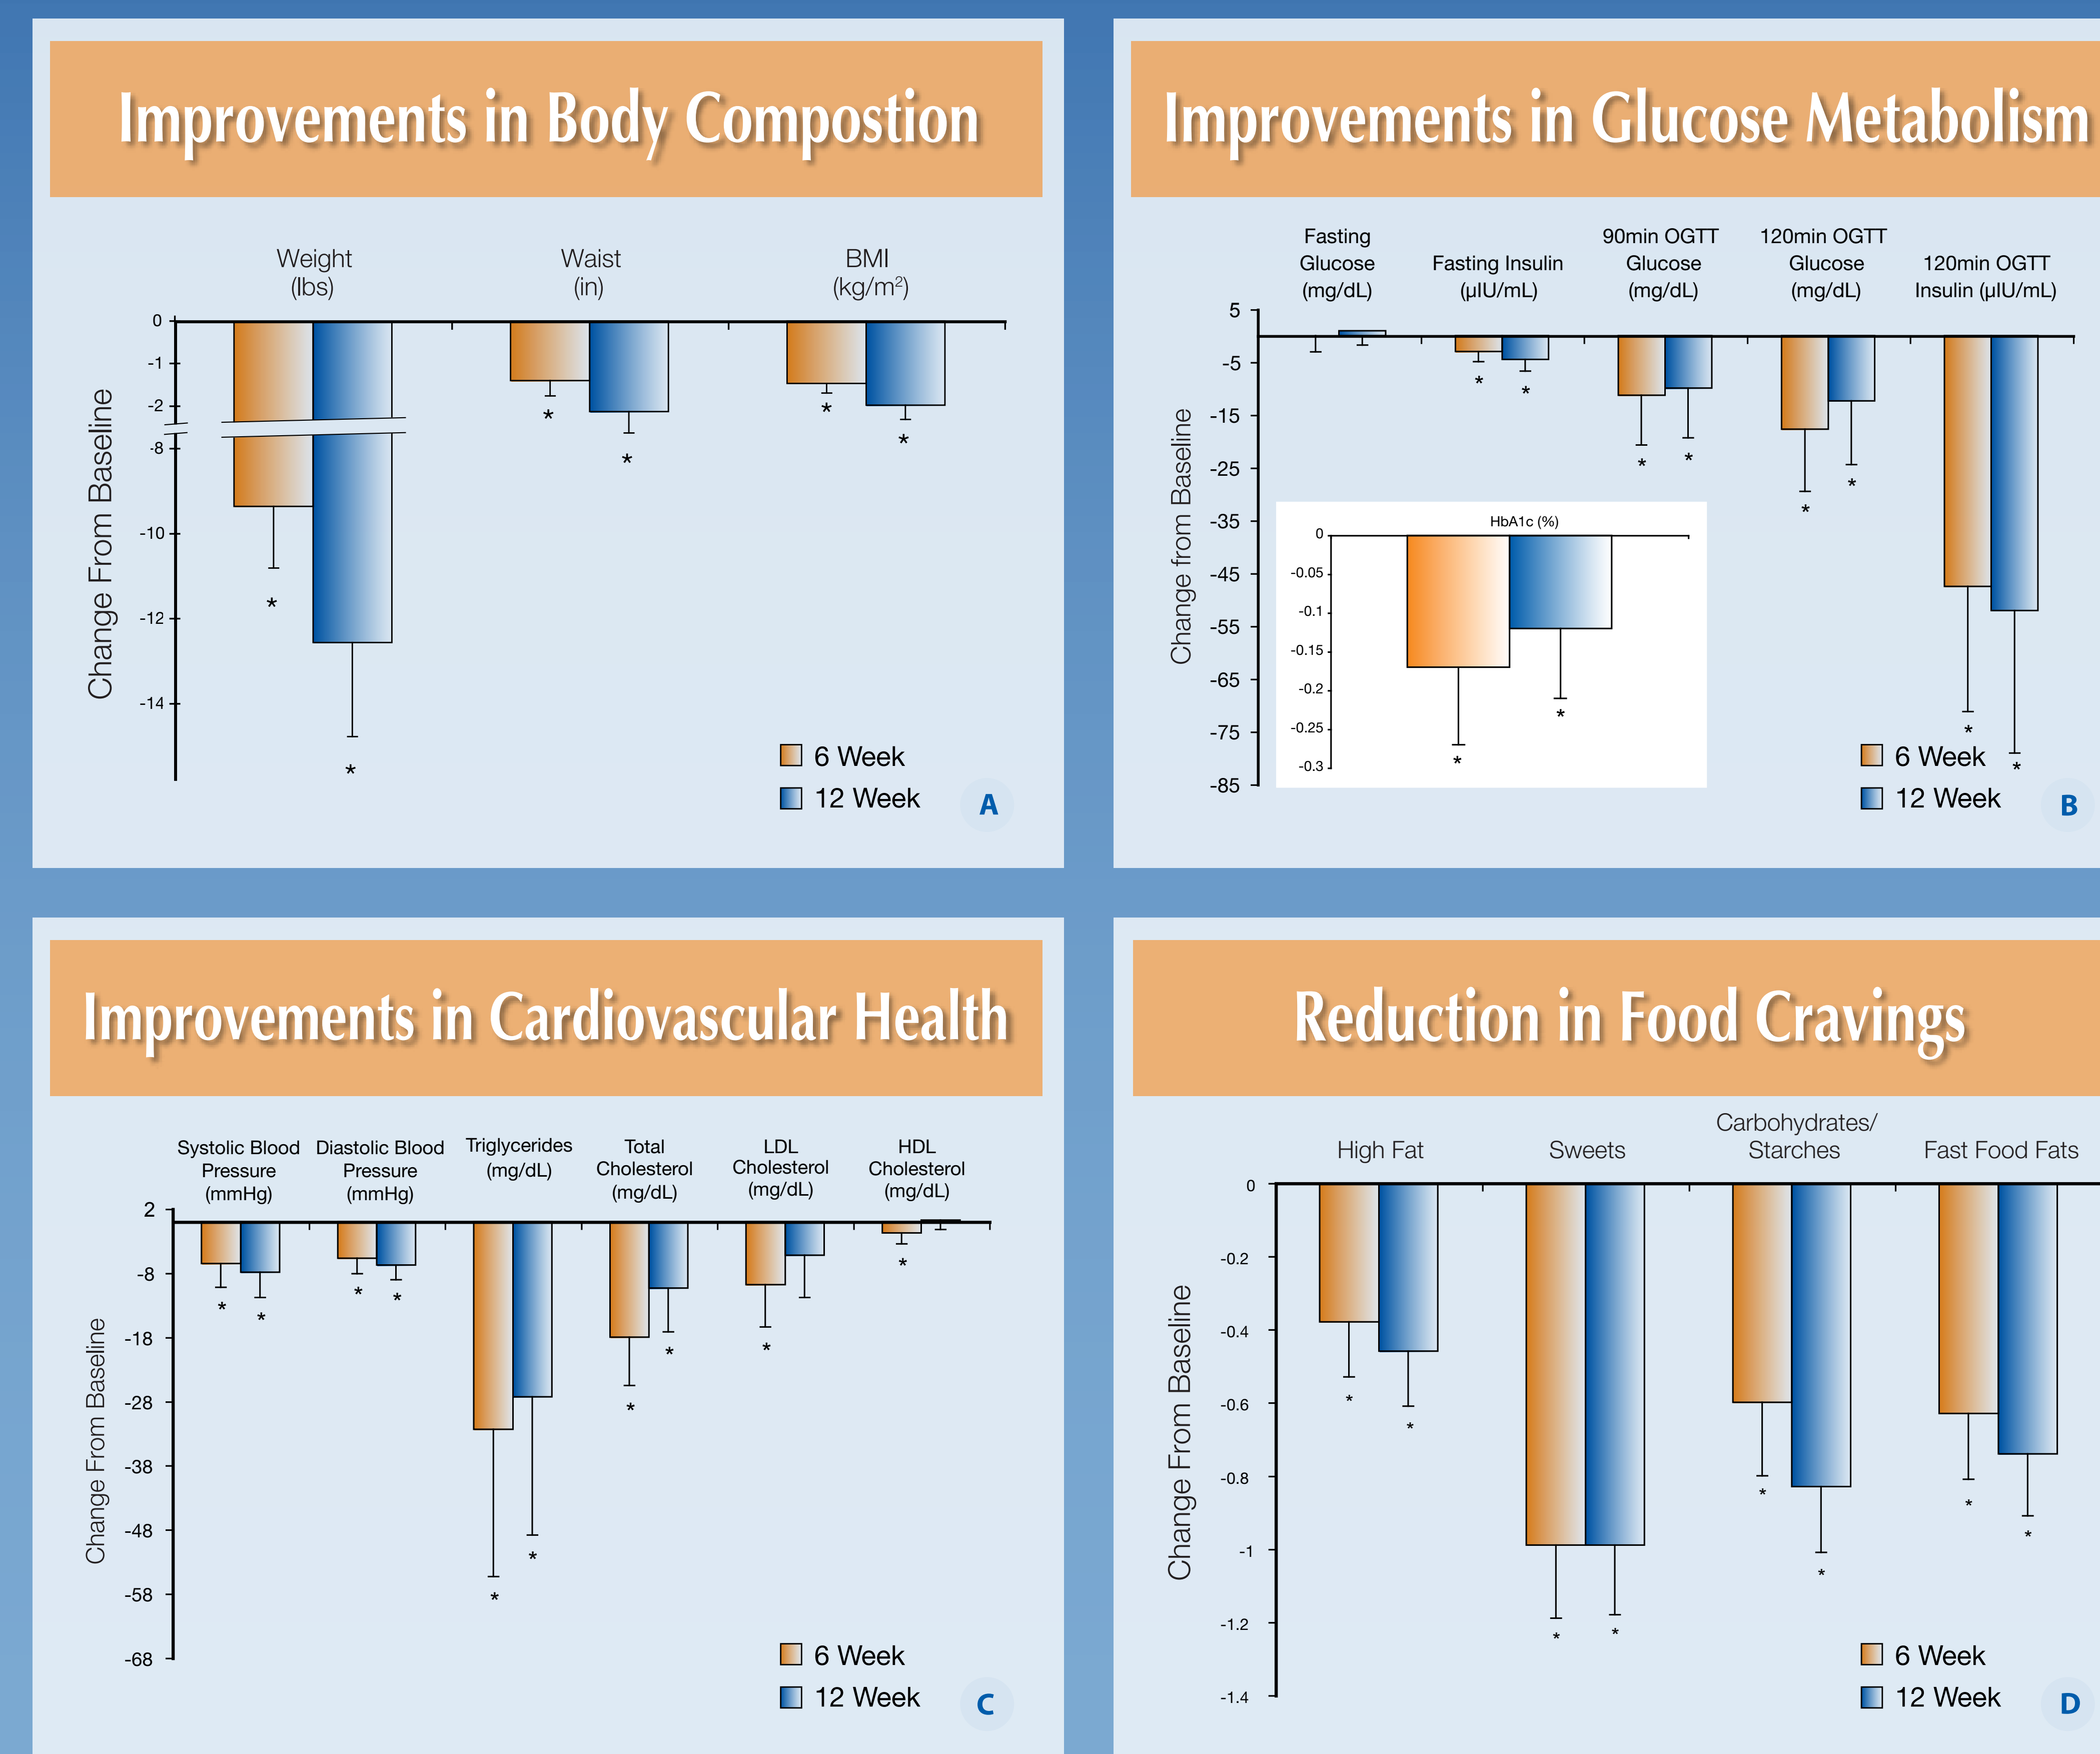 Improvements in Body Compostion
Weight
(lbs)
Waist
(in)
BMI
(kg/m²)
Change From Baseline
0
-1
-2
-8
-10
-12
-14
*
*
*
*
*
*
6 Week
12 Week
A
Improvements in Glucose Metabolism
Fasting
Glucose
(mg/dL)
Fasting Insulin
(µIU/mL)
90min OGTT
Glucose
(mg/dL)
120min OGTT
Glucose
(mg/dL)
120min OGTT
Insulin (µIU/mL)
Change from Baseline
5
-5
-15
-25
-35
-45
-55
-65
-75
-85
*
*
*
*
*
*
*
*
HbA1c (%)
0
-0.05
-0.1
-0.15
-0.2
-0.25
-0.3
*
*
6 Week
12 Week
B
Improvements in Cardiovascular Health
Systolic Blood
Pressure
(mmHg)
Diastolic Blood
Pressure
(mmHg)
Triglycerides
(mg/dL)
Total
Cholesterol
(mg/dL)
LDL
Cholesterol
(mg/dL)
HDL
Cholesterol
(mg/dL)
Change From Baseline
2
-8
-18
-28
-38
-48
-58
-68
*
*
*
*
*
*
*
*
*
*
6 Week
12 Week
C
Reduction in Food Cravings
High Fat
Sweets
Carbohydrates/
Starches
Fast Food Fats
Change From Baseline
0
-0.2
-0.4
-0.6
-0.8
-1
-1.2
-1.4
*
*
*
*
*
*
*
*
6 Week
12 Week
D